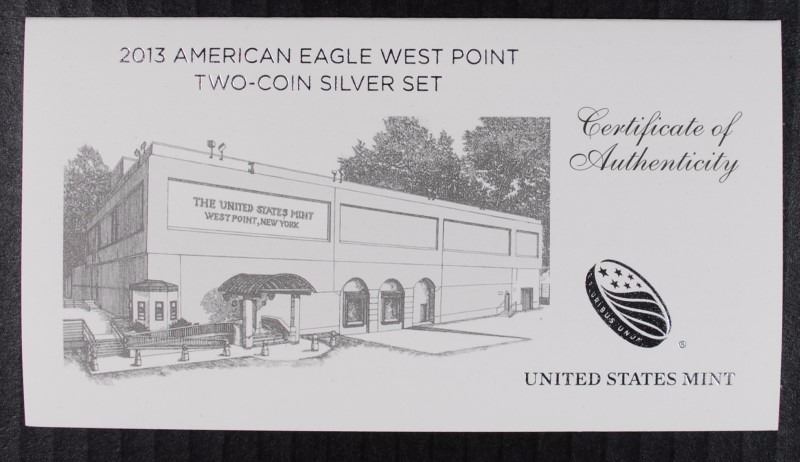 2013 AMERICAN EAGLE WEST POINT
TWO-COIN SILVER SET
Certificate of
Authenticity
THE UNITED STATES MINT
WEST POINT, NEW YORK
E PLURIBUS UNUM
®
UNITED STATES MINT